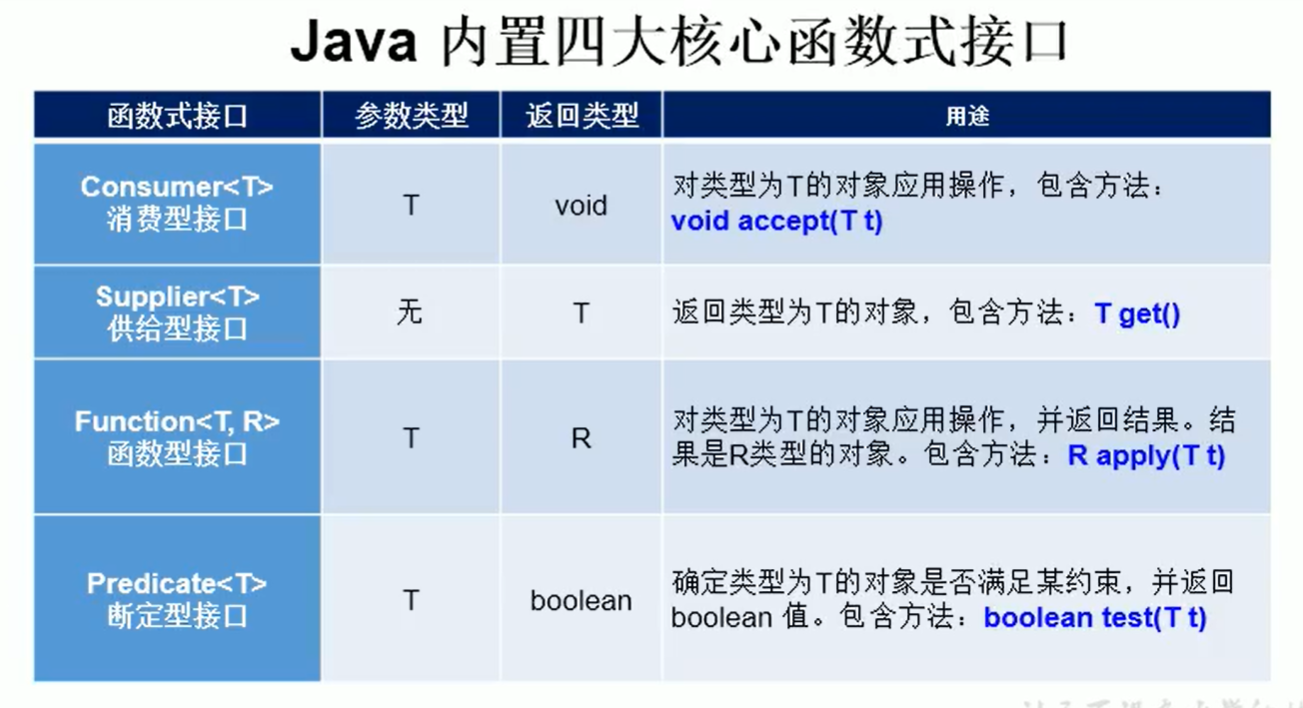 Java 内置四大核心函数式接口
函数式接口 参数类型 返回类型 用途
Consumer<T>
消费型接口
T
void
对类型为T的对象应用操作，包含方法：
void accept(T t)
Supplier<T>
供给型接口
无
T
返回类型为T的对象，包含方法：T get()
Function<T, R>
函数型接口
T
R
对类型为T的对象应用操作，并返回结果。结
果是R类型的对象。包含方法：R apply(T t)
Predicate<T>
断定型接口
T
boolean
确定类型为T的对象是否满足某约束，并返回
boolean 值。包含方法：boolean test(T t)